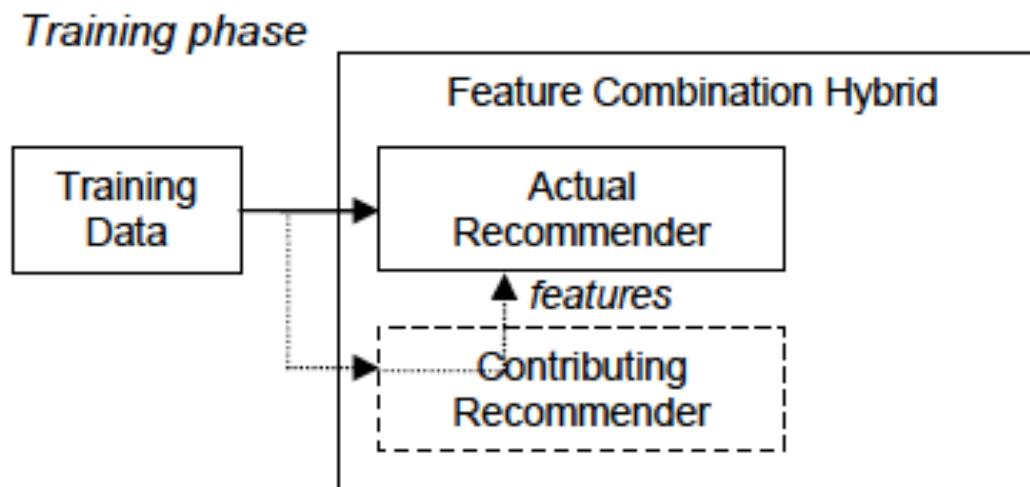 Training phase
Feature Combination Hybrid
Training
Data
Actual
Recommender
features
Contributing
Recommender